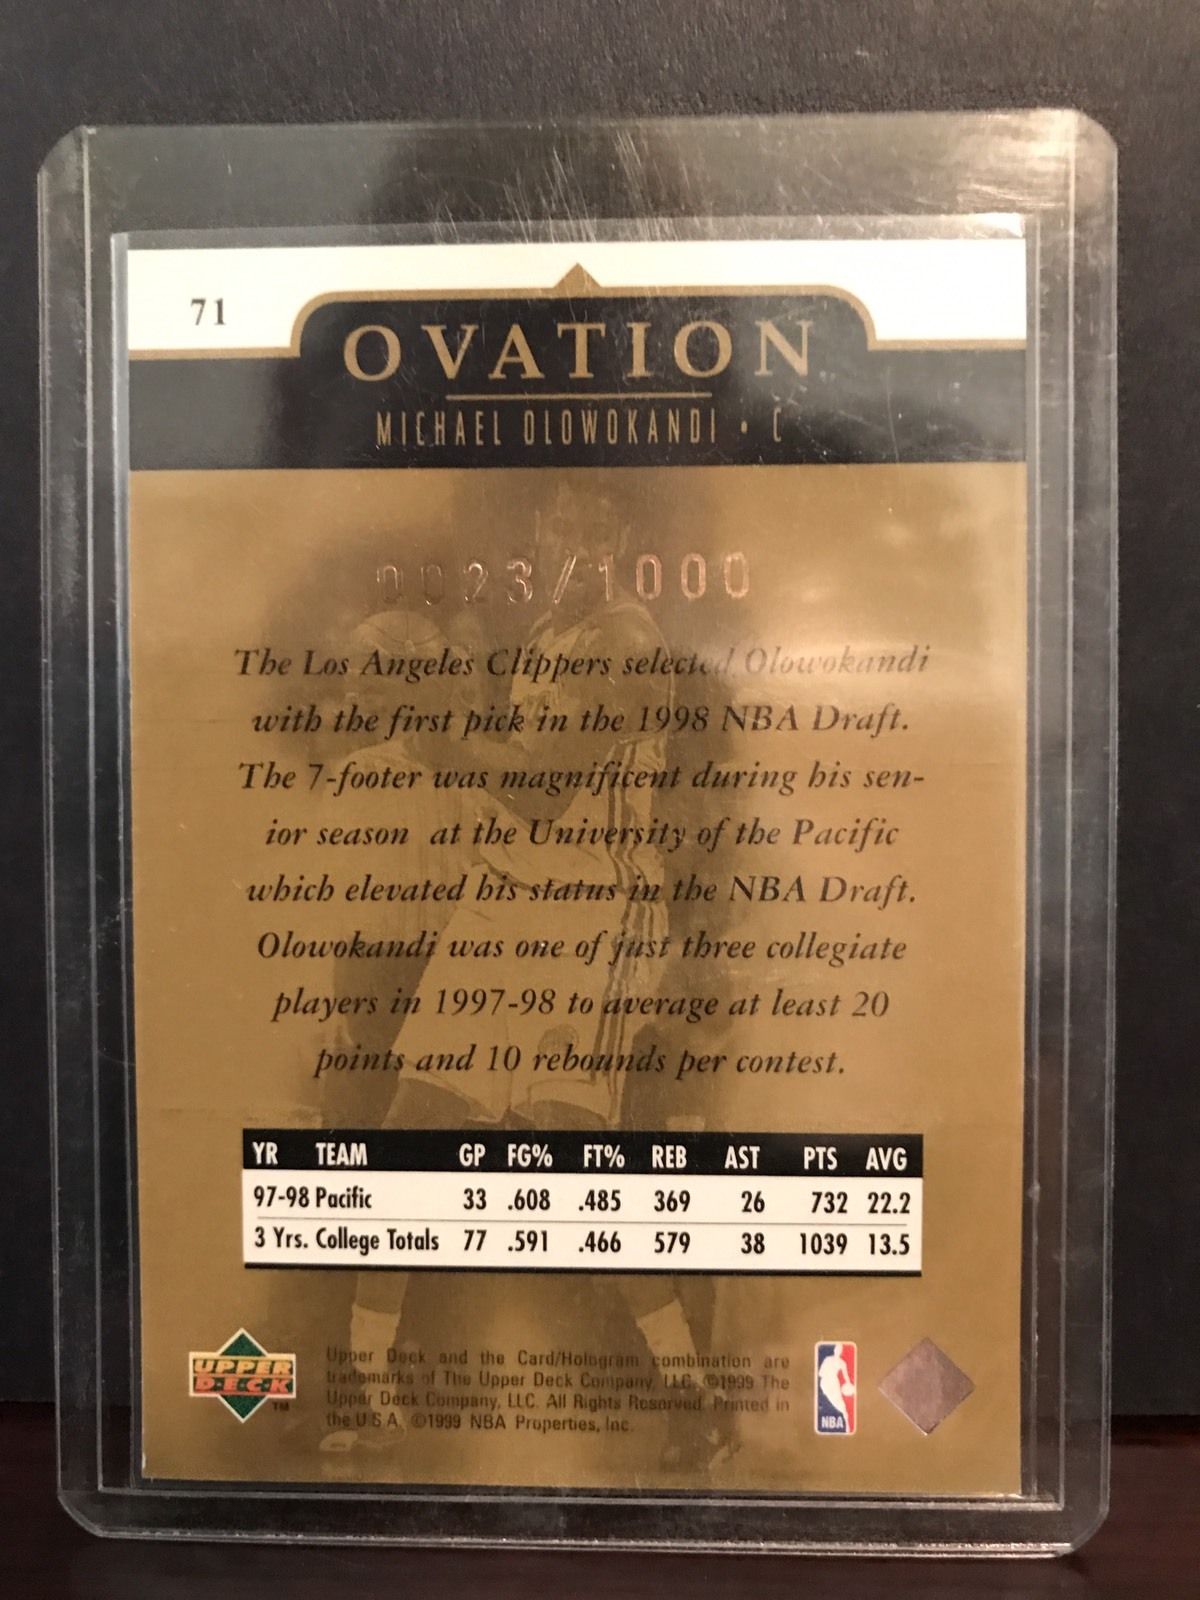 71
OVATION
MICHAEL OLOWOKANDI • C
0023/1000
The Los Angeles Clippers selected Olowokandi
with the first pick in the 1998 NBA Draft.
The 7-footer was magnificent during his sen-
ior season at the University of the Pacific
which elevated his status in the NBA Draft.
Olowokandi was one of just three collegiate
players in 1997-98 to average at least 20
points and 10 rebounds per contest.
YR TEAM GP FG% FT% REB AST PTS AVG
97-98 Pacific 33 .608 .485 369 26 732 22.2
3 Yrs. College Totals 77 .591 .466 579 38 1039 13.5
UPPER
DECK
TM
Upper Deck and the Card/Hologram combination are
trademarks of The Upper Deck Company, LLC. ©1999 The
Upper Deck Company, LLC. All Rights Reserved. Printed in
the U.S.A. ©1999 NBA Properties, Inc.
NBA